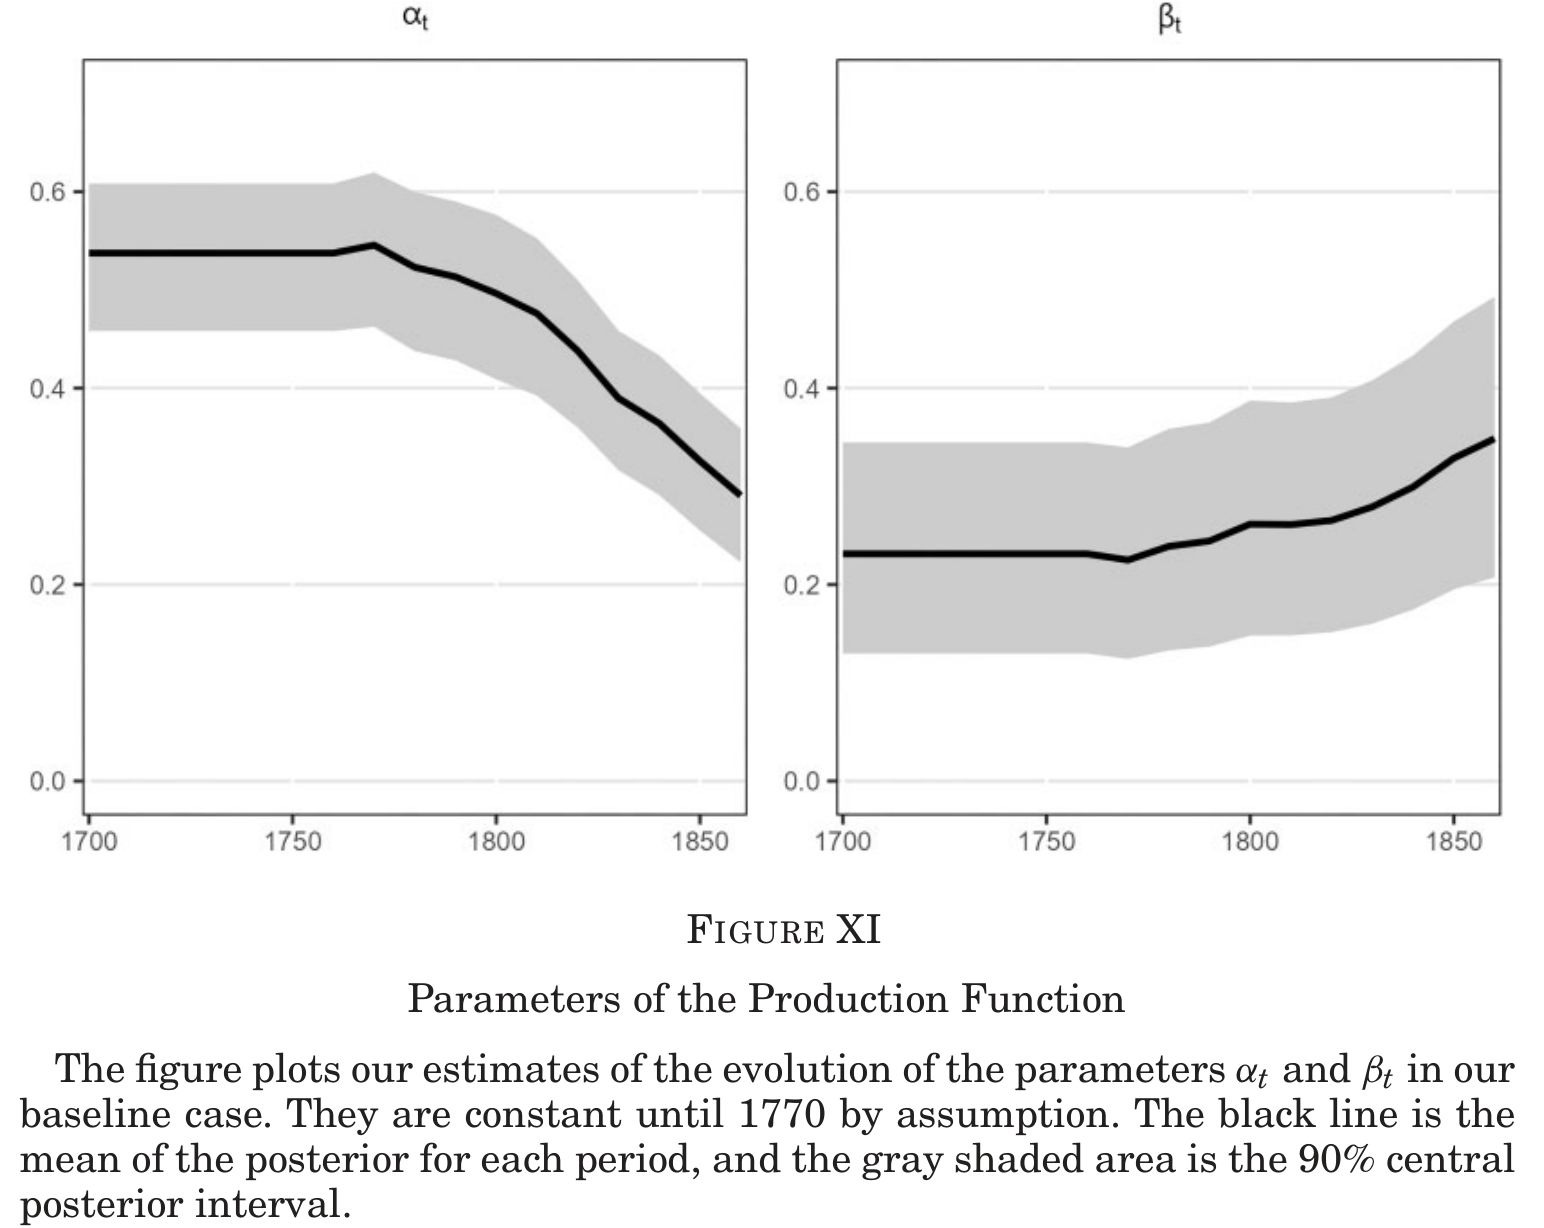 αt βt
0.6 0.6
0.4 0.4
0.2 0.2
0.0 0.0
1700 1750 1800 1850 1700 1750 1800 1850
FIGURE XI
Parameters of the Production Function
The figure plots our estimates of the evolution of the parameters αt and βt in our
baseline case. They are constant until 1770 by assumption. The black line is the
mean of the posterior for each period, and the gray shaded area is the 90% central
posterior interval.